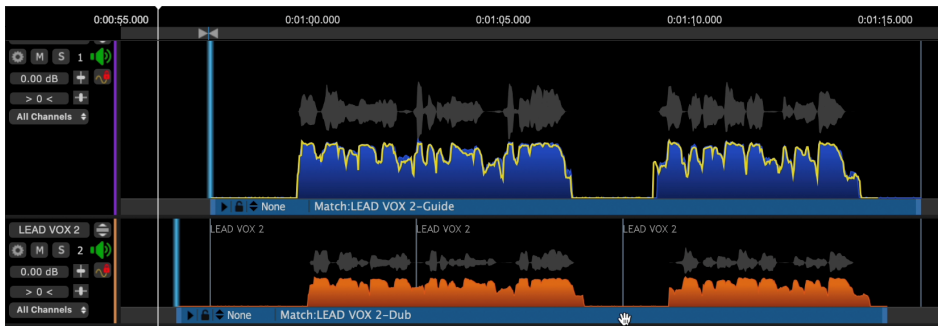 0:00:55.000 0:01:00.000 0:01:05.000 0:01:10.000 0:01:15.000
M S 1
0.00 dB
> 0 <
All Channels
None Match:LEAD VOX 2-Guide
LEAD VOX 2 LEAD VOX 2 LEAD VOX 2 LEAD VOX 2
M S 2
0.00 dB
> 0 <
All Channels
None Match:LEAD VOX 2-Dub